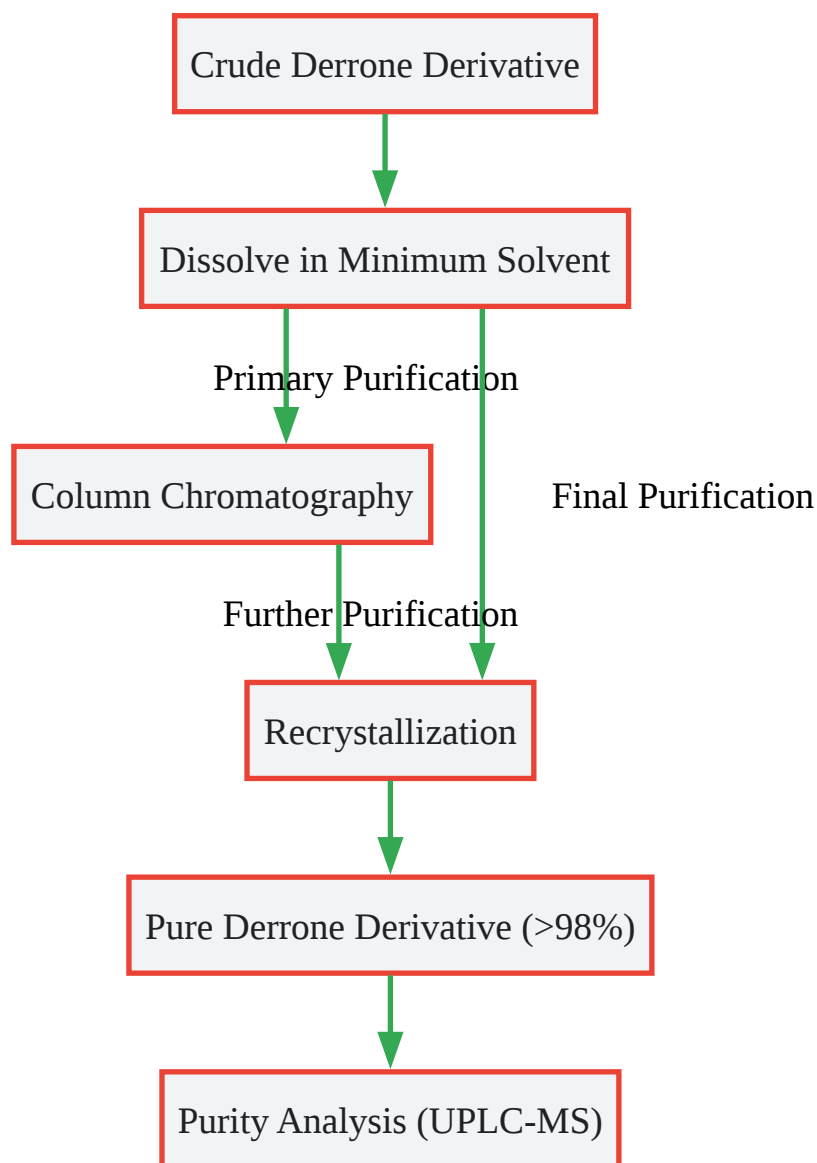 Crude Derrone Derivative
Dissolve in Minimum Solvent
Primary Purification
Column Chromatography
Final Purification
Further Purification
Recrystallization
Pure Derrone Derivative (>98%)
Purity Analysis (UPLC-MS)